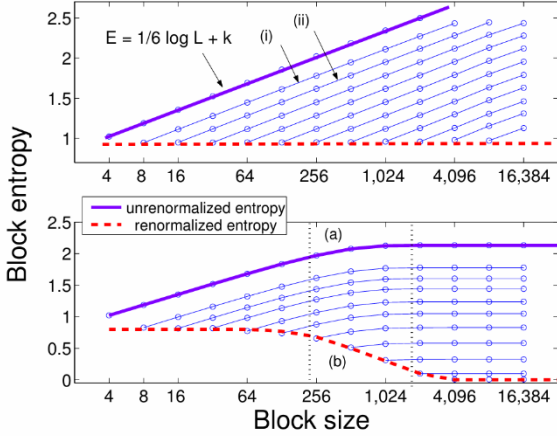 2.5
2
1.5
1
E = 1/6 log L + k
(i)
(ii)
4 8 16 64 256 1,024 4,096 16,384
Block entropy
unrenormalized entropy
renormalized entropy
2.5
2
1.5
1
0.5
0
(a)
(b)
4 8 16 64 256 1,024 4,096 16,384
Block size